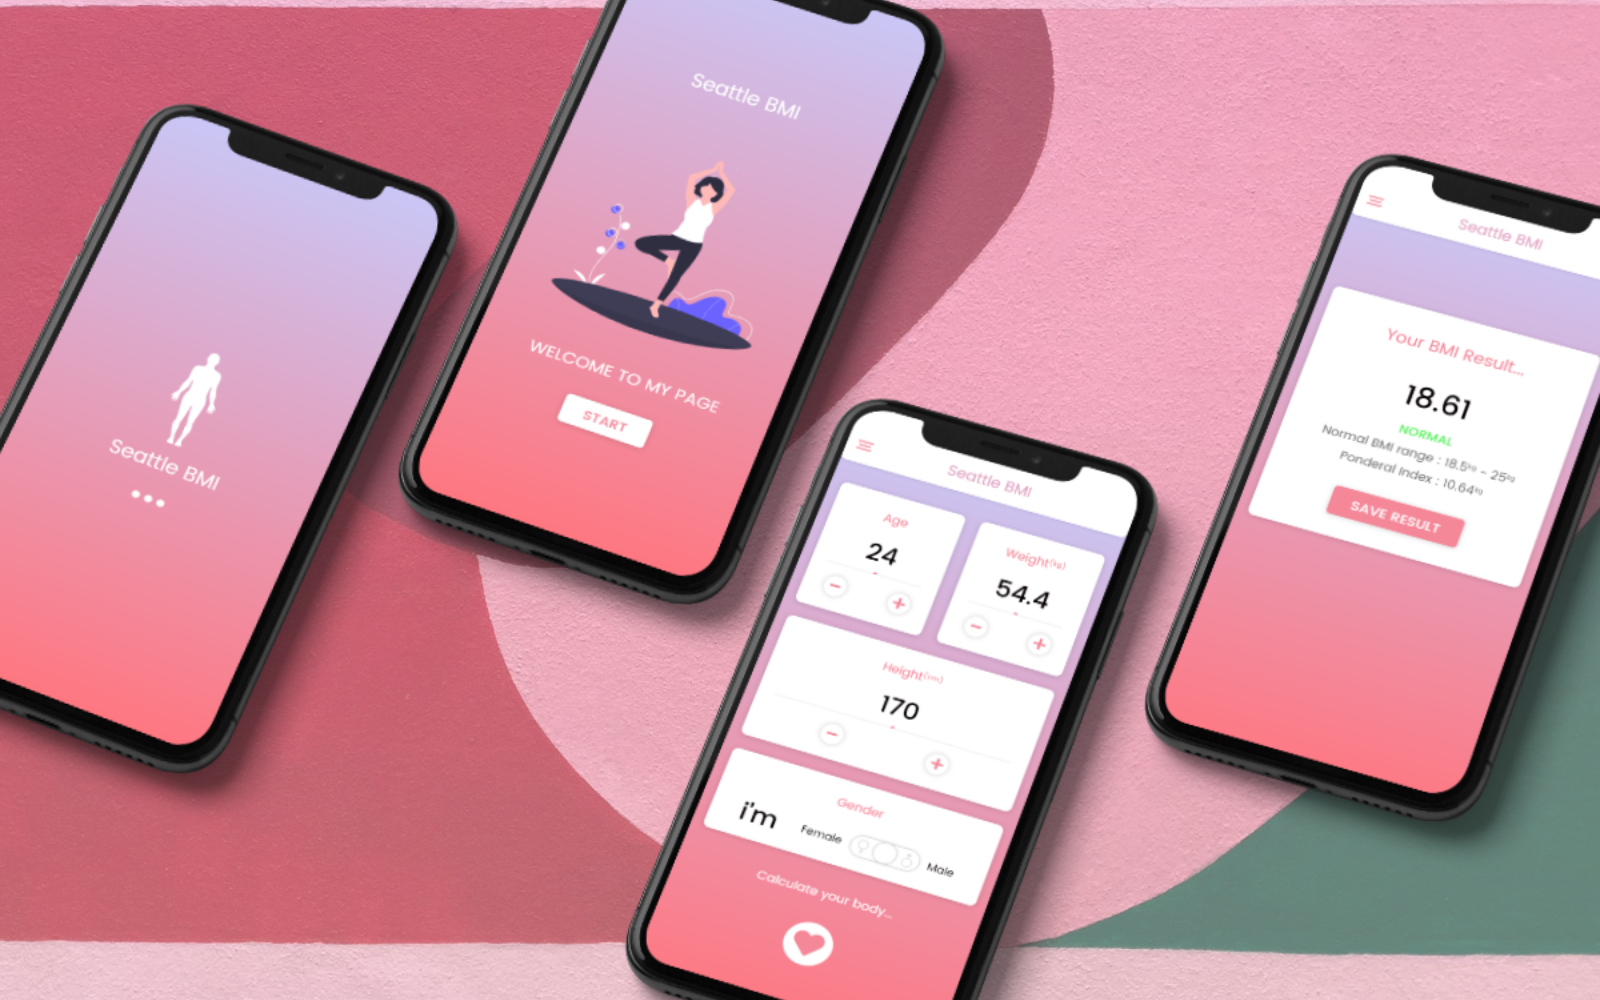 Seattle BMI
Seattle BMI
WELCOME TO MY PAGE
START
Seattle BMI
Age
24
Weight(kg)
54.4
Height(cm)
170
Gender
i'm
Female
Male
Calculate your body...
Seattle BMI
Your BMI Result...
18.61
NORMAL
Normal BMI range : 18.5kg - 25kg
Ponderal Index : 10.64kg
SAVE RESULT